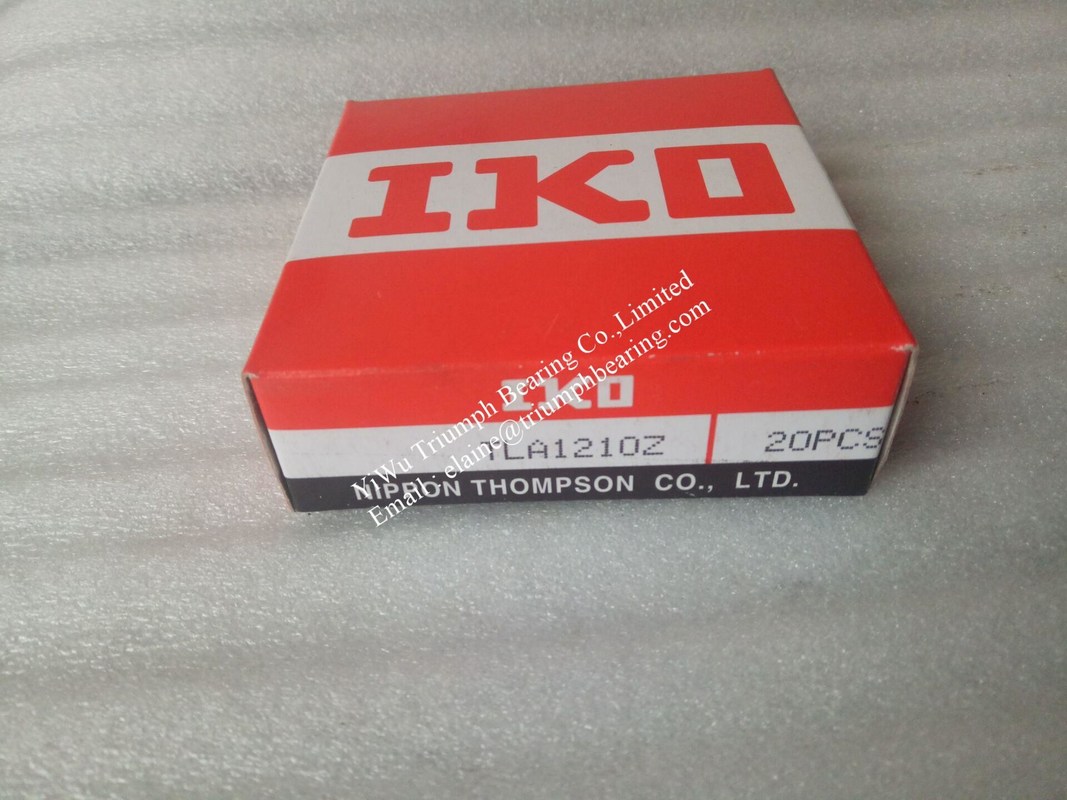 IKO
IKO
TLA1210Z 20PCS
NIPPON THOMPSON CO., LTD.
YiWu Triumph Bearing Co.,Limited
Email : elaine@triumphbearing.com